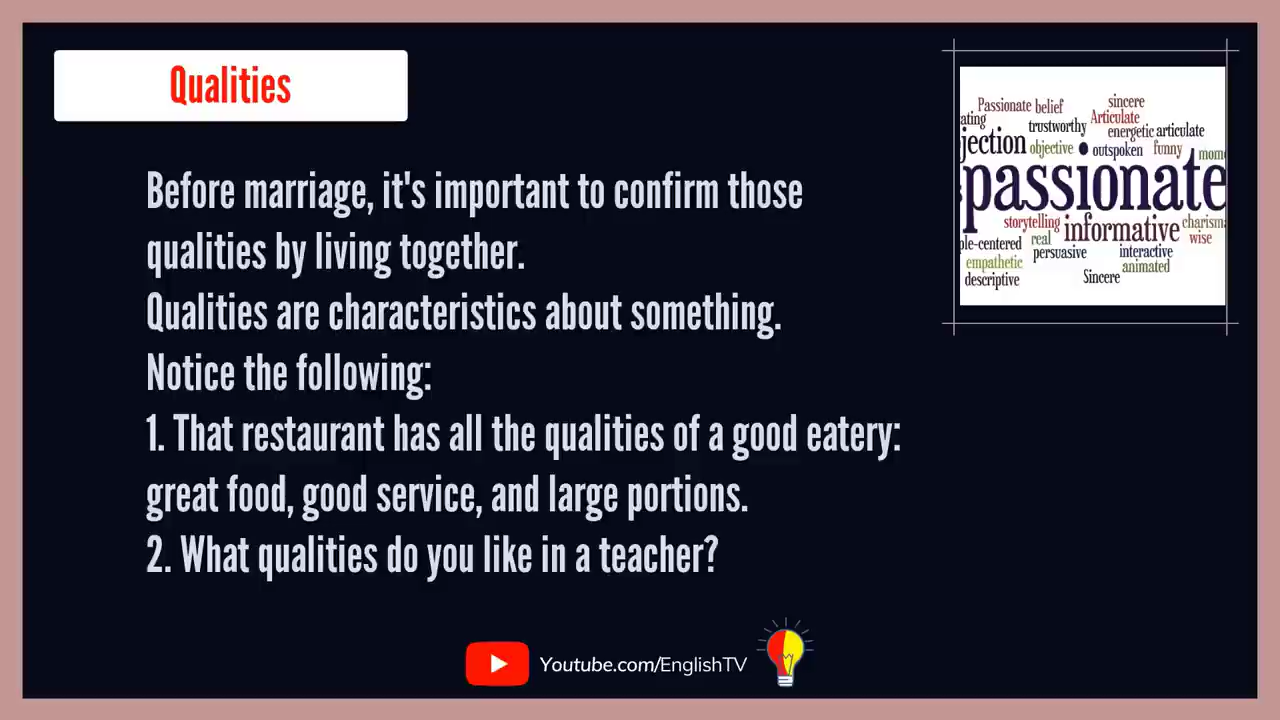 Qualities
Before marriage, it's important to confirm those
qualities by living together.
Qualities are characteristics about something.
Notice the following:
1. That restaurant has all the qualities of a good eatery:
great food, good service, and large portions.
2. What qualities do you like in a teacher?
Passionate belief sincere
Articulate
trustworthy energetic articulate
objective outspoken funny
passionate
storytelling informative
real wise
persuasive interactive
empathetic animated
descriptive Sincere
Youtube.com/EnglishTV